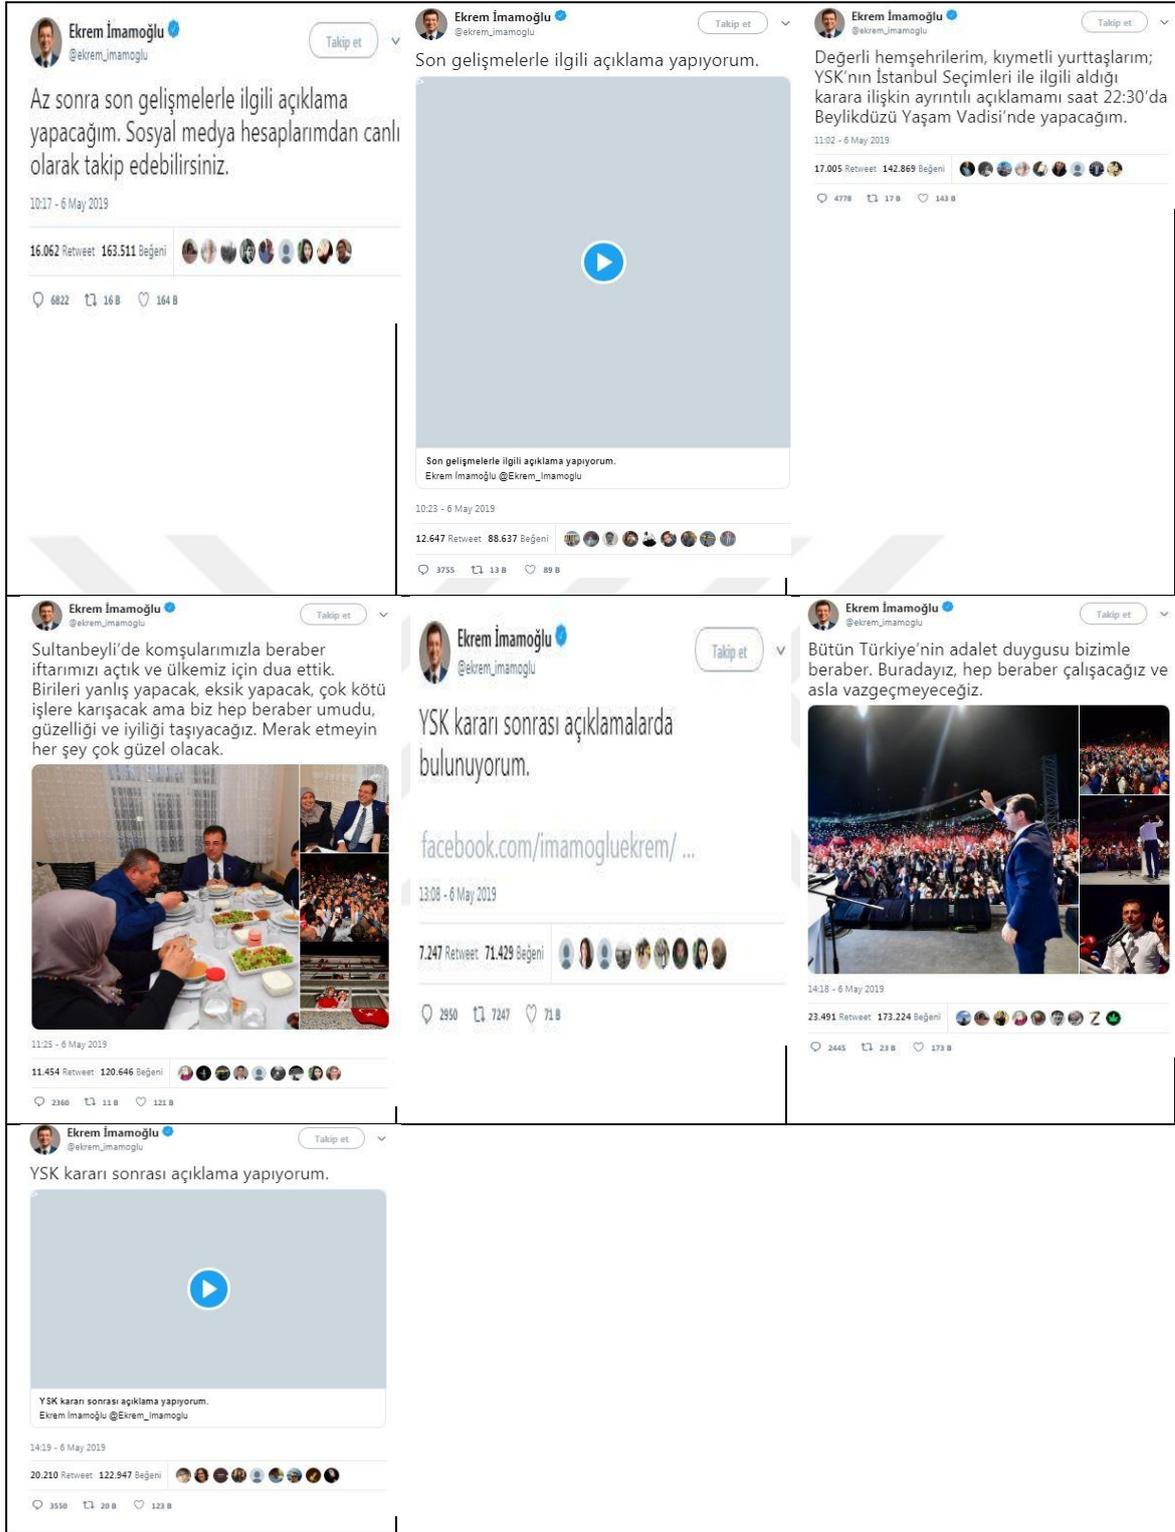 Ekrem İmamoğlu
@ekrem_imamoglu
Takip et
Az sonra son gelişmelerle ilgili açıklama
yapacağım. Sosyal medya hesaplarımdan canlı
olarak takip edebilirsiniz.
10:17 - 6 May 2019
16.062 Retweet 163.511 Beğeni
6822 16 B 164 B
Ekrem İmamoğlu
@ekrem_imamoglu
Takip et
Son gelişmelerle ilgili açıklama yapıyorum.
Son gelişmelerle ilgili açıklama yapıyorum.
Ekrem İmamoğlu @Ekrem_Imamoglu
10:23 - 6 May 2019
12.647 Retweet 88.637 Beğeni
3755 13 B 89 B
Ekrem İmamoğlu
@ekrem_imamoglu
Takip et
Değerli hemşehrilerim, kıymetli yurttaşlarım;
YSK'nın İstanbul Seçimleri ile ilgili aldığı
karara ilişkin ayrıntılı açıklamamı saat 22:30'da
Beylikdüzü Yaşam Vadisi'nde yapacağım.
11:02 - 6 May 2019
17.005 Retweet 142.869 Beğeni
4778 17 B 143 B
Ekrem İmamoğlu
@ekrem_imamoglu
Takip et
Sultanbeyli'de komşularımızla beraber
iftarımızı açtık ve ülkemiz için dua ettik.
Birileri yanlış yapacak, eksik yapacak, çok kötü
işlere karışacak ama biz hep beraber umudu,
güzelliği ve iyiliği taşıyacağız. Merak etmeyin
her şey çok güzel olacak.
11:25 - 6 May 2019
11.454 Retweet 120.646 Beğeni
2360 11 B 121 B
Ekrem İmamoğlu
@ekrem_imamoglu
Takip et
YSK kararı sonrası açıklamalarda
bulunuyorum.
facebook.com/imamogluekrem/ ...
13:08 - 6 May 2019
7.247 Retweet 71.429 Beğeni
2950 7247 71 B
Ekrem İmamoğlu
@ekrem_imamoglu
Takip et
Bütün Türkiye'nin adalet duygusu bizimle
beraber. Buradayız, hep beraber çalışacağız ve
asla vazgeçmeyeceğiz.
14:18 - 6 May 2019
23.491 Retweet 173.224 Beğeni
2445 23 B 173 B
Ekrem İmamoğlu
@ekrem_imamoglu
Takip et
YSK kararı sonrası açıklama yapıyorum.
YSK kararı sonrası açıklama yapıyorum.
Ekrem İmamoğlu @Ekrem_Imamoglu
14:19 - 6 May 2019
20.210 Retweet 122.947 Beğeni
3550 20 B 123 B